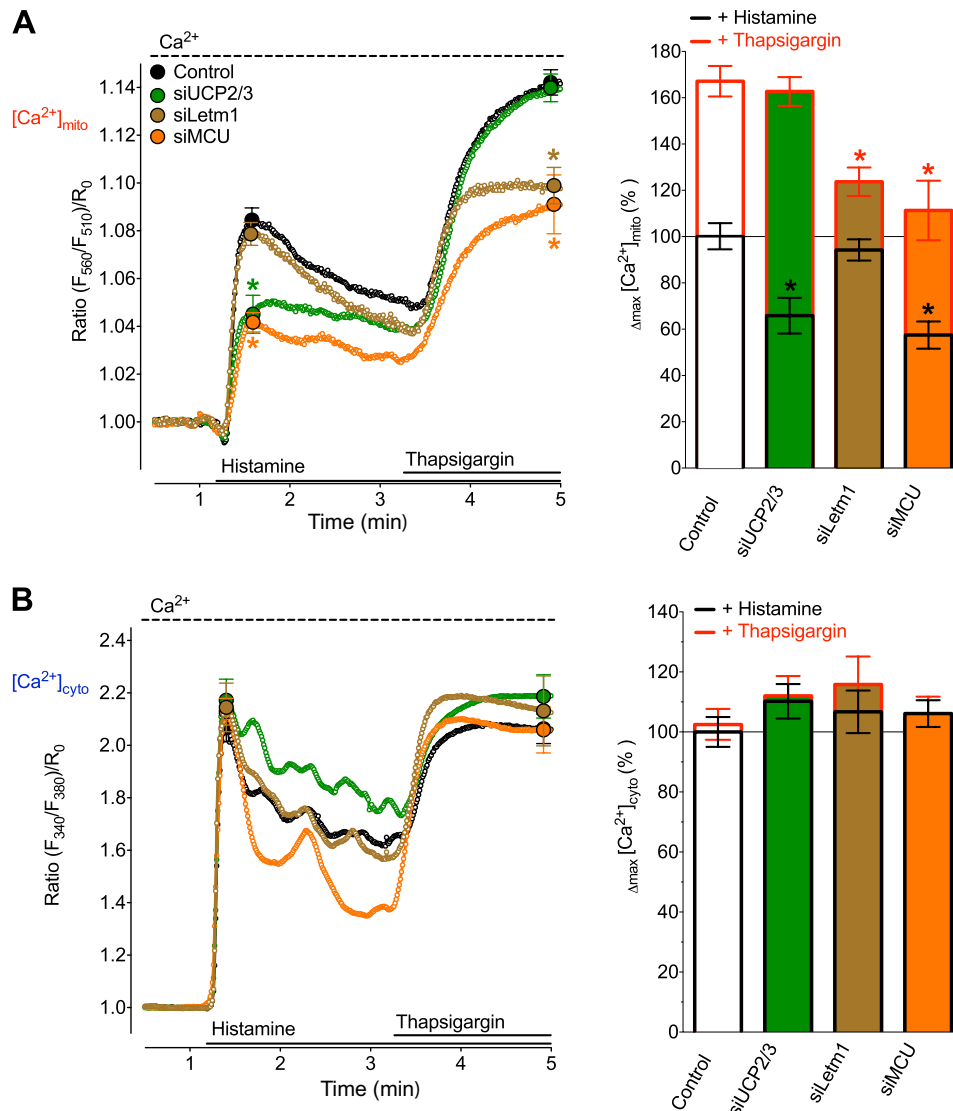 A
Ca²⁺
[Ca²⁺]mito
Control
siUCP2/3
siLetm1
siMCU
1.14
1.12
1.10
1.08
1.06
1.04
1.02
1.00
Ratio (F560/F510)/R0
*
*
*
*
Histamine
Thapsigargin
1
2
3
4
5
Time (min)
+ Histamine
+ Thapsigargin
180
160
140
120
100
80
60
40
20
0
Δmax [Ca²⁺]mito (%)
*
*
*
*
Control
siUCP2/3
siLetm1
siMCU
B
Ca²⁺
[Ca²⁺]cyto
2.4
2.2
2.0
1.8
1.6
1.4
1.2
1.0
Ratio (F340/F380)/R0
Histamine
Thapsigargin
1
2
3
4
5
Time (min)
+ Histamine
+ Thapsigargin
140
120
100
80
60
40
20
0
Δmax [Ca²⁺]cyto (%)
Control
siUCP2/3
siLetm1
siMCU